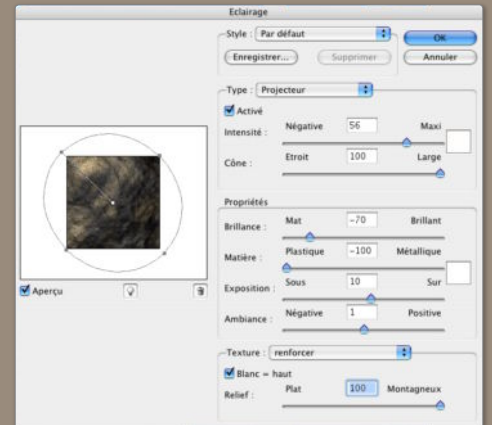 Eclairage
Style : Par défaut
OK
Enregistrer... Supprimer Annuler
Type : Projecteur
Activé
Intensité : Négative 56 Maxi
Cône : Etroit 100 Large
Propriétés
Brillance : Mat -70 Brillant
Matière : Plastique -100 Métallique
Exposition : Sous 10 Sur
Ambiance : Négative 1 Positive
Aperçu
Texture : renforcer
Blanc = haut
Relief : Plat 100 Montagneux